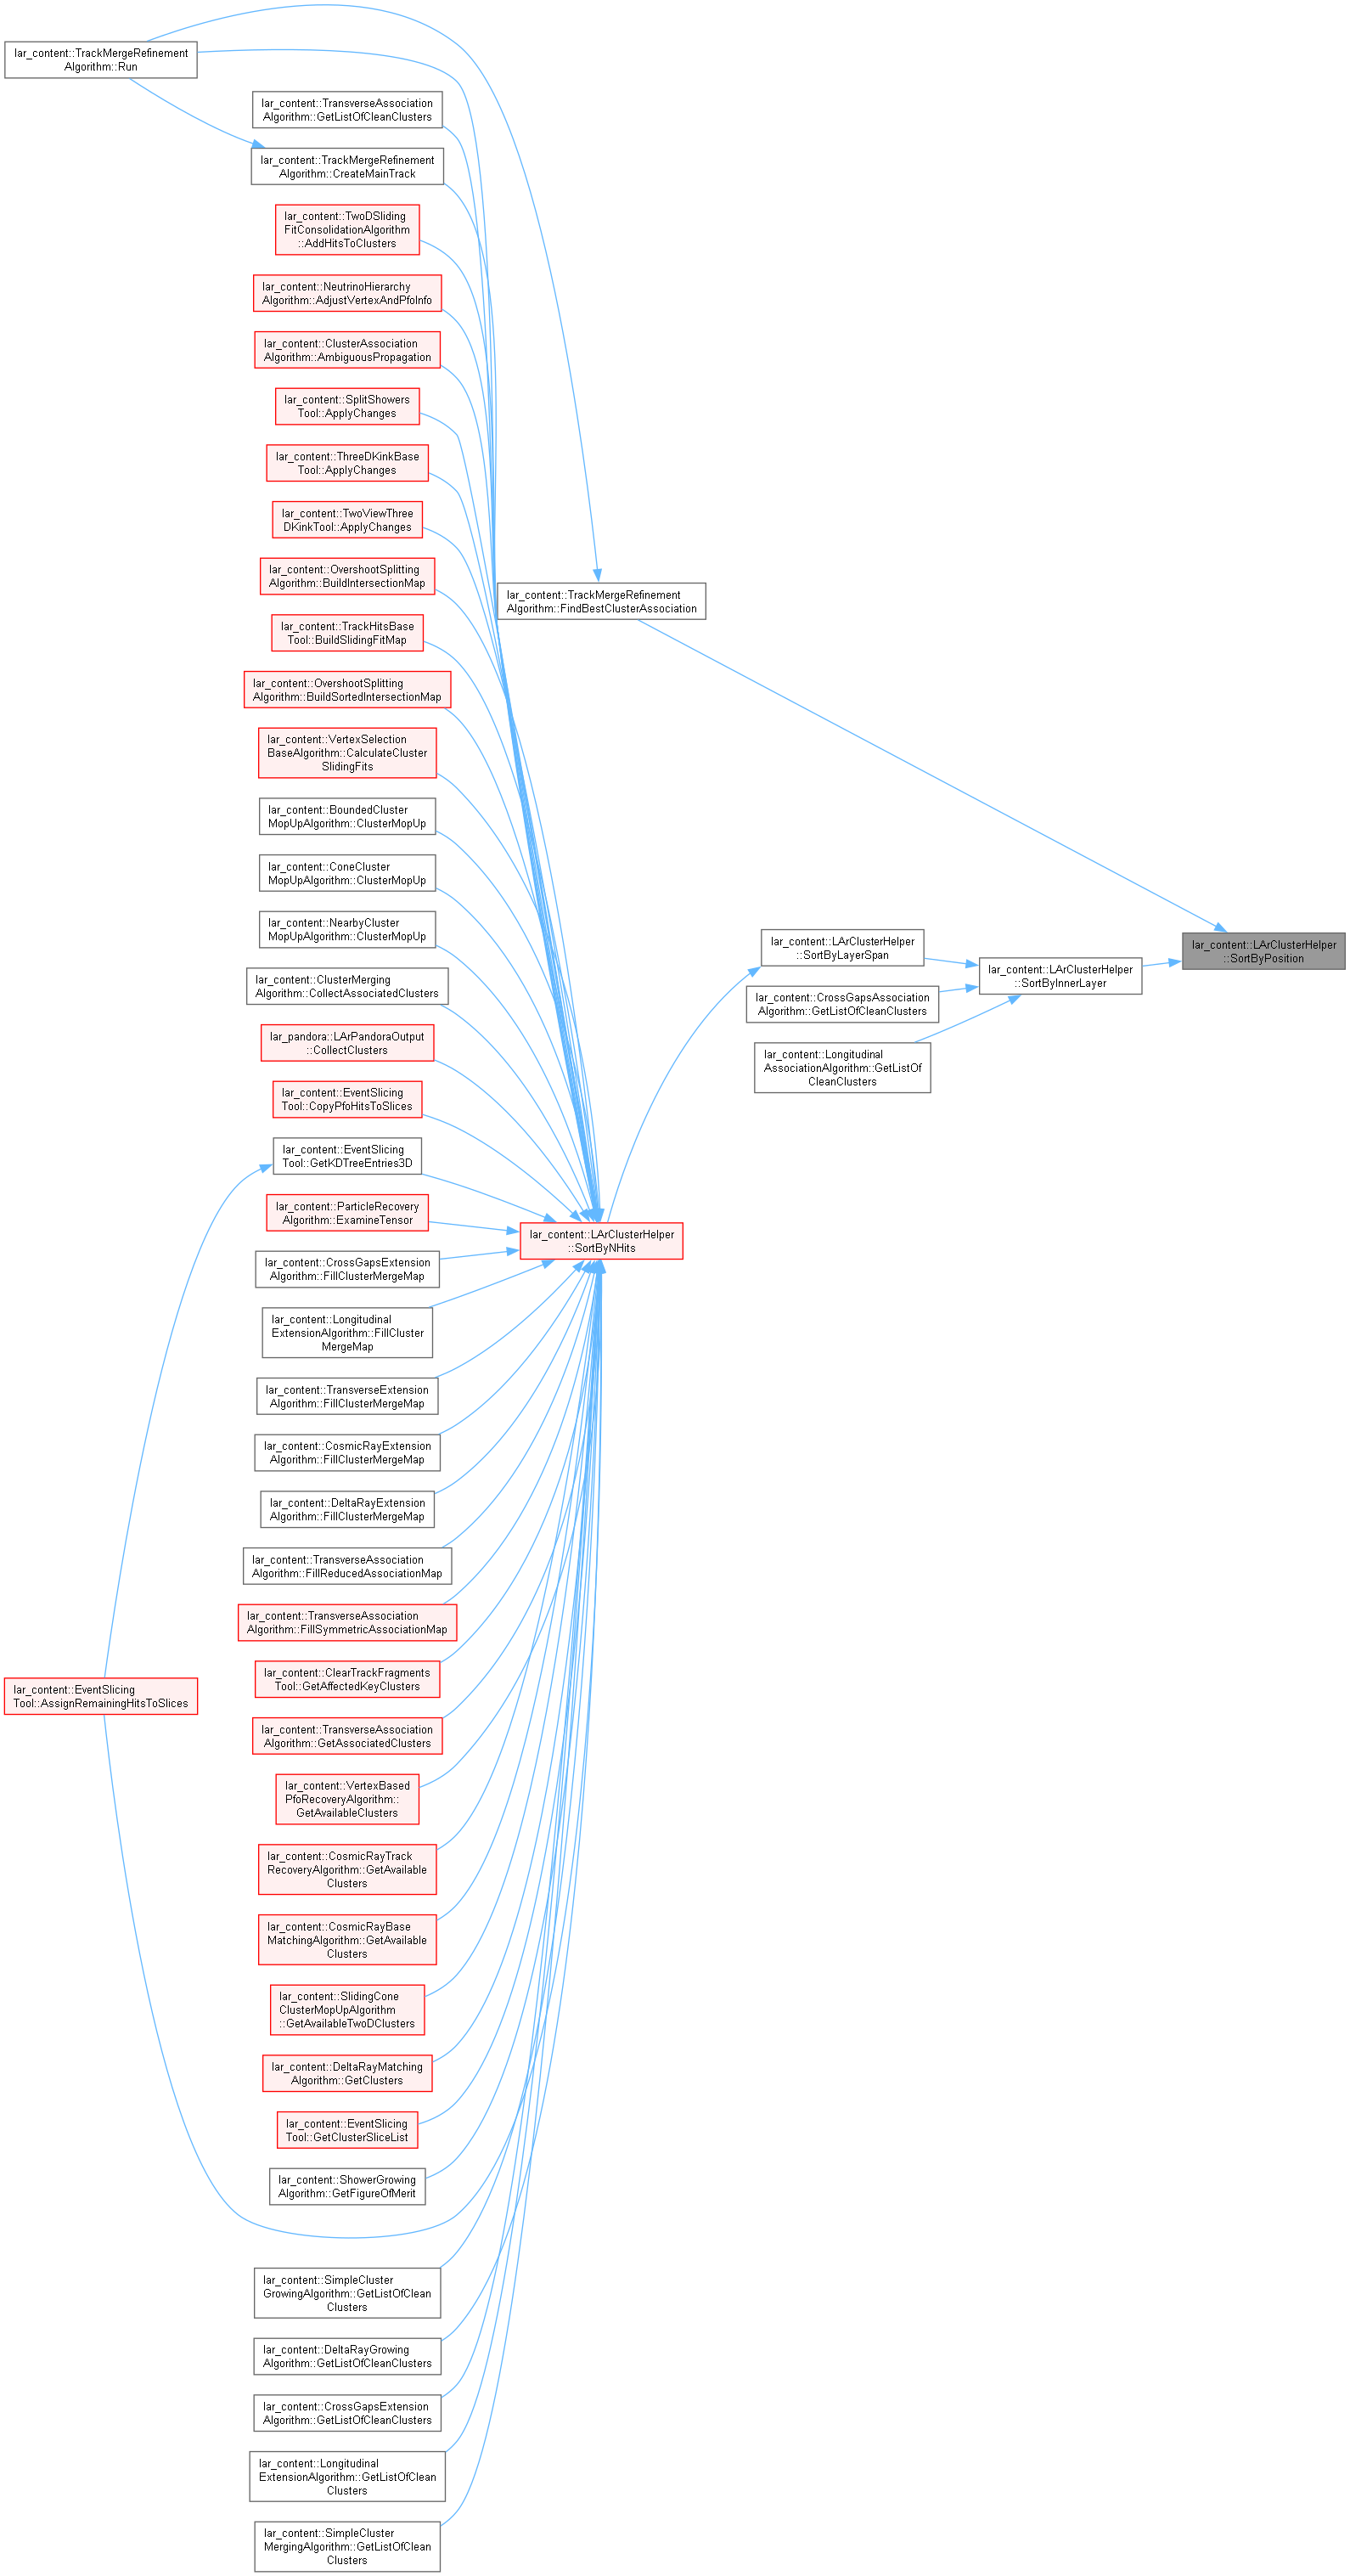 lar_content::TrackMergeRefinement
Algorithm::Run
lar_content::TransverseAssociation
Algorithm::GetListOfCleanClusters
lar_content::TrackMergeRefinement
Algorithm::CreateMainTrack
lar_content::TwoDSliding
FitConsolidationAlgorithm
::AddHitsToClusters
lar_content::NeutrinoHierarchy
Algorithm::AdjustVertexAndPfoInfo
lar_content::ClusterAssociation
Algorithm::AmbiguousPropagation
lar_content::SplitShowers
Tool::ApplyChanges
lar_content::ThreeDKinkBase
Tool::ApplyChanges
lar_content::TwoViewThree
DKinkTool::ApplyChanges
lar_content::OvershootSplitting
Algorithm::BuildIntersectionMap
lar_content::TrackHitsBase
Tool::BuildSlidingFitMap
lar_content::OvershootSplitting
Algorithm::BuildSortedIntersectionMap
lar_content::VertexSelection
BaseAlgorithm::CalculateCluster
SlidingFits
lar_content::BoundedCluster
MopUpAlgorithm::ClusterMopUp
lar_content::ConeCluster
MopUpAlgorithm::ClusterMopUp
lar_content::NearbyCluster
MopUpAlgorithm::ClusterMopUp
lar_content::ClusterMerging
Algorithm::CollectAssociatedClusters
lar_pandora::LArPandoraOutput
::CollectClusters
lar_content::EventSlicing
Tool::CopyPfoHitsToSlices
lar_content::EventSlicing
Tool::GetKDTreeEntries3D
lar_content::ParticleRecovery
Algorithm::ExamineTensor
lar_content::CrossGapsExtension
Algorithm::FillClusterMergeMap
lar_content::Longitudinal
ExtensionAlgorithm::FillCluster
MergeMap
lar_content::TransverseExtension
Algorithm::FillClusterMergeMap
lar_content::CosmicRayExtension
Algorithm::FillClusterMergeMap
lar_content::DeltaRayExtension
Algorithm::FillClusterMergeMap
lar_content::TransverseAssociation
Algorithm::FillReducedAssociationMap
lar_content::TransverseAssociation
Algorithm::FillSymmetricAssociationMap
lar_content::ClearTrackFragments
Tool::GetAffectedKeyClusters
lar_content::EventSlicing
Tool::AssignRemainingHitsToSlices
lar_content::TransverseAssociation
Algorithm::GetAssociatedClusters
lar_content::VertexBased
PfoRecoveryAlgorithm::
GetAvailableClusters
lar_content::CosmicRayTrack
RecoveryAlgorithm::GetAvailable
Clusters
lar_content::CosmicRayBase
MatchingAlgorithm::GetAvailable
Clusters
lar_content::SlidingCone
ClusterMopUpAlgorithm
::GetAvailableTwoDClusters
lar_content::DeltaRayMatching
Algorithm::GetClusters
lar_content::EventSlicing
Tool::GetClusterSliceList
lar_content::ShowerGrowing
Algorithm::GetFigureOfMerit
lar_content::SimpleCluster
GrowingAlgorithm::GetListOfClean
Clusters
lar_content::DeltaRayGrowing
Algorithm::GetListOfCleanClusters
lar_content::CrossGapsExtension
Algorithm::GetListOfCleanClusters
lar_content::Longitudinal
ExtensionAlgorithm::GetListOfClean
Clusters
lar_content::SimpleCluster
MergingAlgorithm::GetListOfClean
Clusters
lar_content::TrackMergeRefinement
Algorithm::FindBestClusterAssociation
lar_content::LArClusterHelper
::SortByNHits
lar_content::LArClusterHelper
::SortByLayerSpan
lar_content::CrossGapsAssociation
Algorithm::GetListOfCleanClusters
lar_content::Longitudinal
AssociationAlgorithm::GetListOf
CleanClusters
lar_content::LArClusterHelper
::SortByInnerLayer
lar_content::LArClusterHelper
::SortByPosition